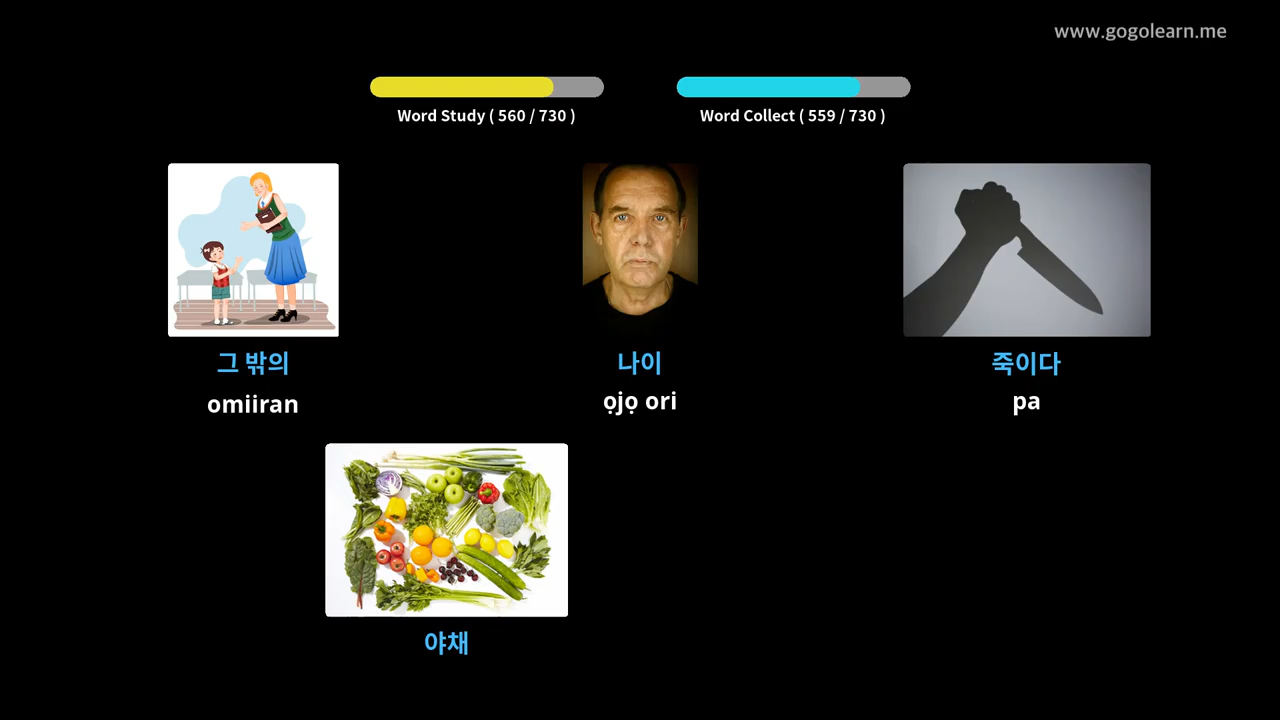 www.gogolearn.me
Word Study ( 560 / 730 )
Word Collect ( 559 / 730 )
그 밖의
omiiran
나이
ọjọ ori
죽이다
pa
야채